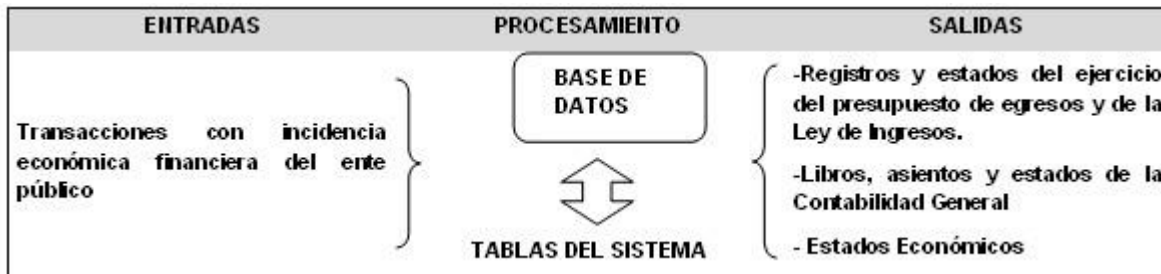 ENTRADAS PROCESAMIENTO SALIDAS
Transacciones con incidencia
económica financiera del ente
público
BASE DE
DATOS
TABLAS DEL SISTEMA
-Registros y estados del ejercicio
del presupuesto de egresos y de la
Ley de Ingresos.
-Libros, asientos y estados de la
Contabilidad General
- Estados Económicos